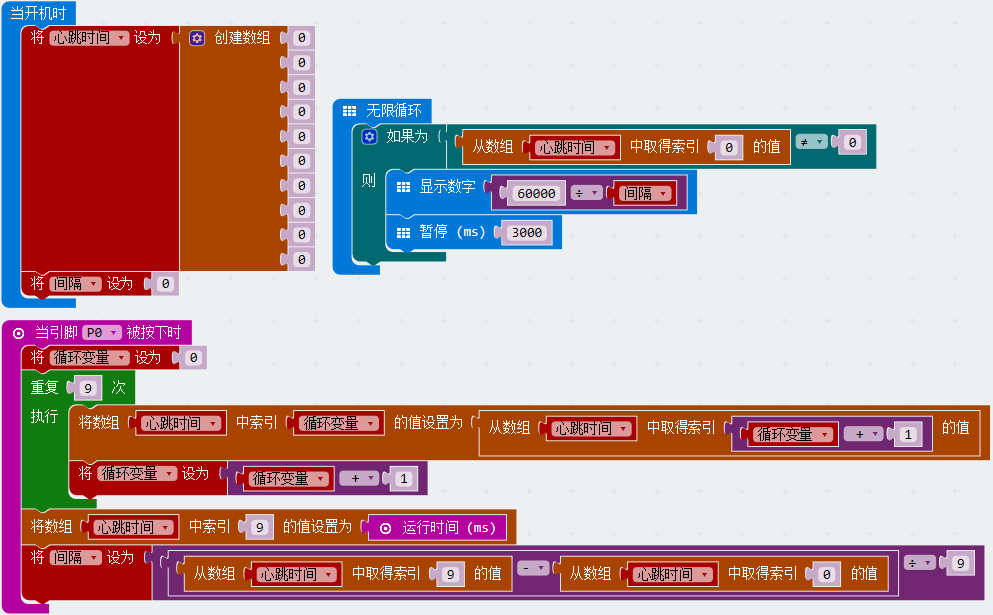 当开机时
将 心跳时间 设为 创建数组 0
0
0
0
0
0
0
0
0
0
将 间隔 设为 0
无限循环
如果为 从数组 心跳时间 中取得索引 0 的值 ≠ 0
则 显示数字 60000 ÷ 间隔
暂停 (ms) 3000
当引脚 P0 被按下时
将 循环变量 设为 0
重复 9 次
执行 将数组 心跳时间 中索引 循环变量 的值设置为 从数组 心跳时间 中取得索引 循环变量 + 1 的值
将 循环变量 设为 循环变量 + 1
将数组 心跳时间 中索引 9 的值设置为 运行时间 (ms)
将 间隔 设为 从数组 心跳时间 中取得索引 9 的值 - 从数组 心跳时间 中取得索引 0 的值 ÷ 9